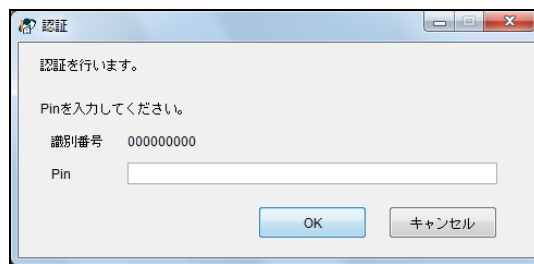 認証
認証を行います。
Pinを入力してください。
識別番号 000000000
Pin
OK キャンセル